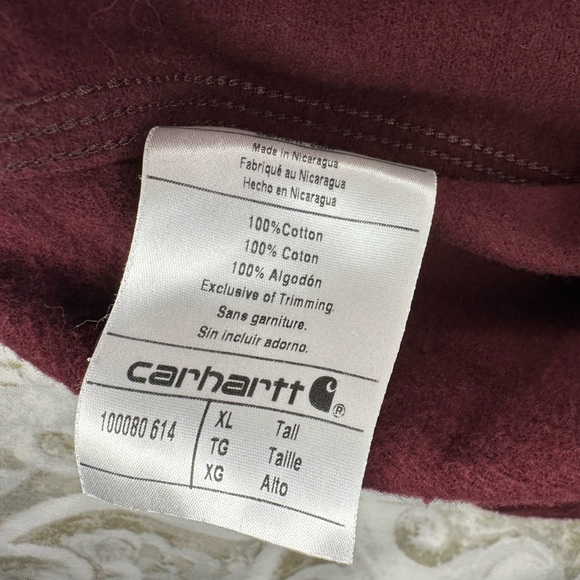 Made in Nicaragua
Fabriqué au Nicaragua
Hecho en Nicaragua
100%Cotton
100% Coton
100% Algodón
Exclusive of Trimming.
Sans garniture.
Sin incluir adorno.
carhartt ®
100080 614
XL Tall
TG Taille
XG Alto